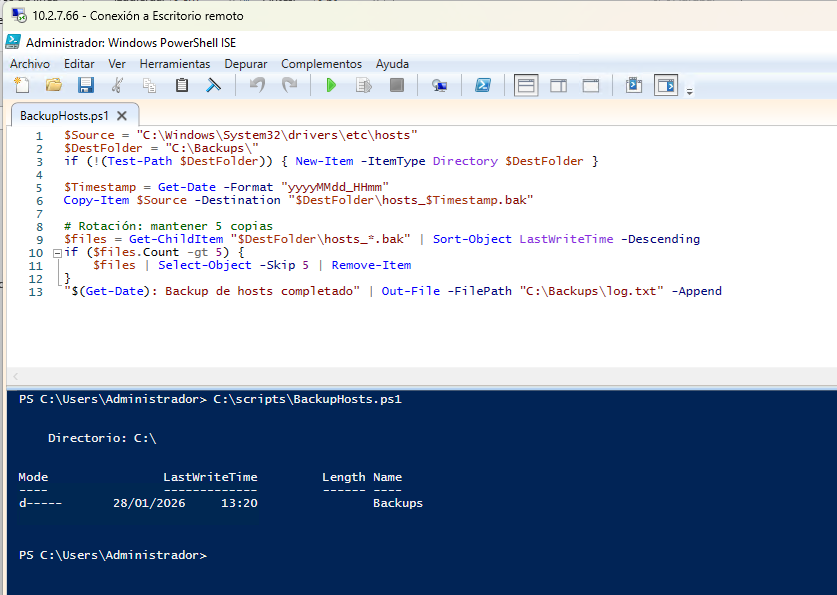 10.2.7.66 - Conexión a Escritorio remoto
Administrador: Windows PowerShell ISE
Archivo Editar Ver Herramientas Depurar Complementos Ayuda
BackupHosts.ps1
1 $Source = "C:\Windows\System32\drivers\etc\hosts"
2 $DestFolder = "C:\Backups\"
3 if (!(Test-Path $DestFolder)) { New-Item -ItemType Directory $DestFolder }
4
5 $Timestamp = Get-Date -Format "yyyyMMdd_HHmm"
6 Copy-Item $Source -Destination "$DestFolder\hosts_$Timestamp.bak"
7
8 # Rotación: mantener 5 copias
9 $files = Get-ChildItem "$DestFolder\hosts_*.bak" | Sort-Object LastWriteTime -Descending
10 if ($files.Count -gt 5) {
11     $files | Select-Object -Skip 5 | Remove-Item
12 }
13 "$(Get-Date): Backup de hosts completado" | Out-File -FilePath "C:\Backups\log.txt" -Append
PS C:\Users\Administrador> C:\scripts\BackupHosts.ps1
Directorio: C:\
Mode LastWriteTime Length Name
---- ------------- ------ ----
d----- 28/01/2026 13:20 Backups
PS C:\Users\Administrador>